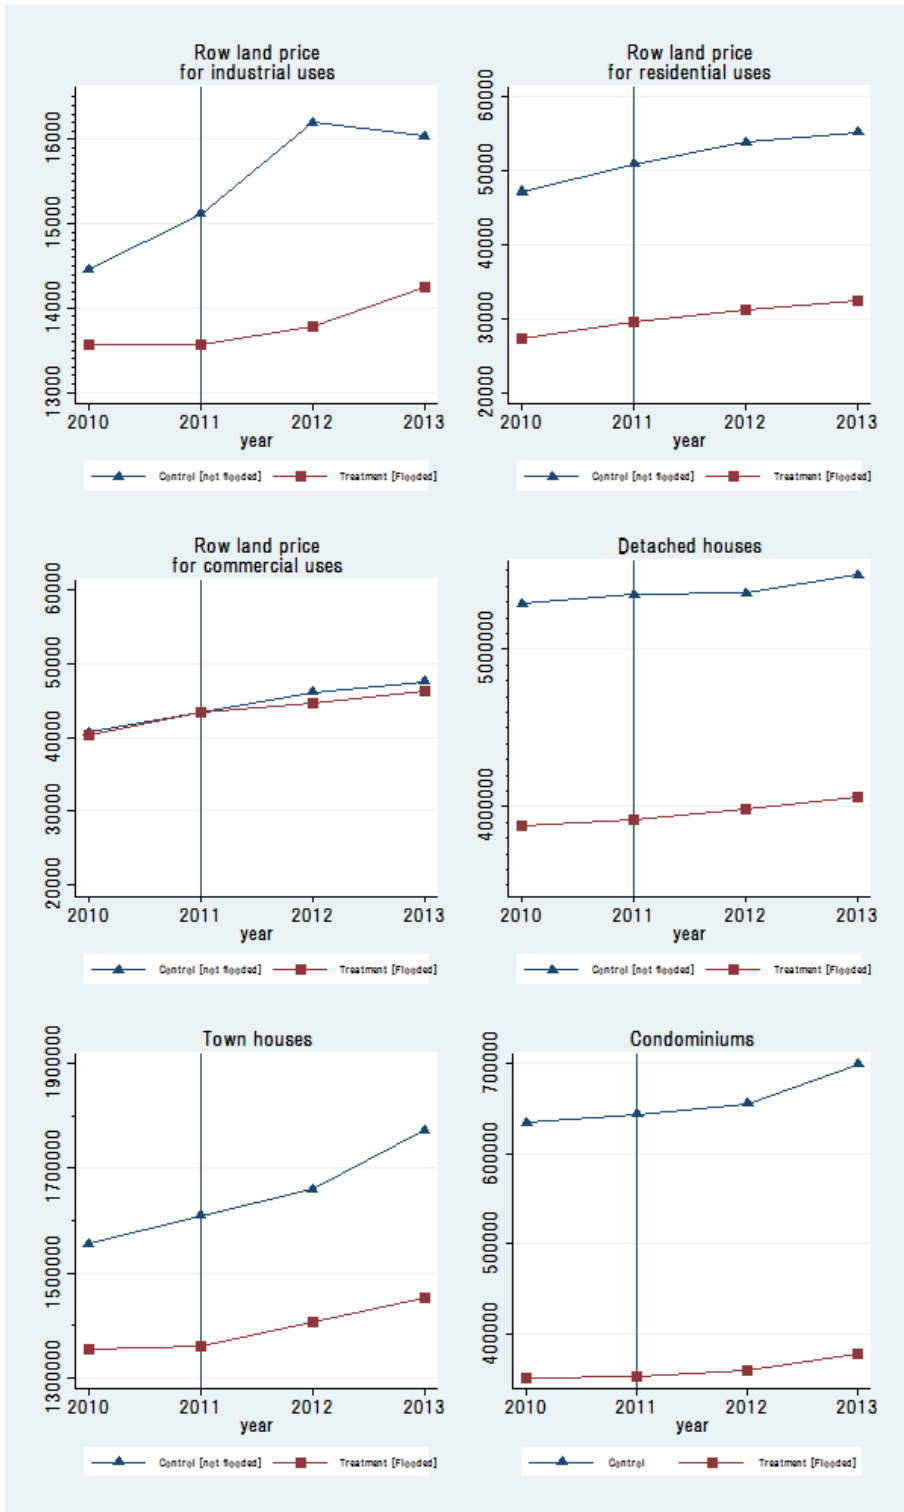 Row land price
for industrial uses
16000
15000
14000
13000
2010 2011 2012 2013
year
Control [not flooded] Treatment [Flooded]
Row land price
for residential uses
60000
50000
40000
30000
20000
2010 2011 2012 2013
year
Control [not flooded] Treatment [Flooded]
Row land price
for commercial uses
60000
50000
40000
30000
20000
2010 2011 2012 2013
year
Control [not flooded] Treatment [Flooded]
Detached houses
5000000
4000000
2010 2011 2012 2013
year
Control [not flooded] Treatment [Flooded]
Town houses
1900000
1700000
1500000
1300000
2010 2011 2012 2013
year
Control [not flooded] Treatment [Flooded]
Condominiums
700000
600000
500000
400000
2010 2011 2012 2013
year
Control Treatment [Flooded]